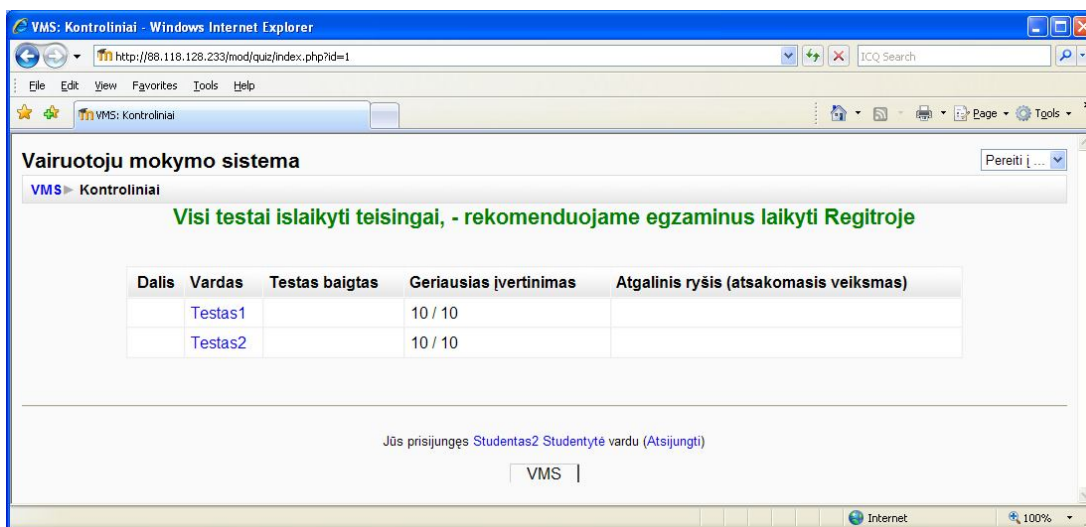 VMS: Kontroliniai - Windows Internet Explorer
http://88.118.128.233/mod/quiz/index.php?id=1
ICQ Search
File Edit View Favorites Tools Help
VMS: Kontroliniai
Page Tools
Vairuotoju mokymo sistema
Pereiti į ...
VMS Kontroliniai
Visi testai islaikyti teisingai, - rekomenduojame egzaminus laikyti Regitroje
Dalis Vardas Testas baigtas Geriausias įvertinimas Atgalinis ryšis (atsakomasis veiksmas)
Testas1 10 / 10
Testas2 10 / 10
Jūs prisijungęs Studentas2 Studentytė vardu (Atsijungti)
VMS
Internet 100%